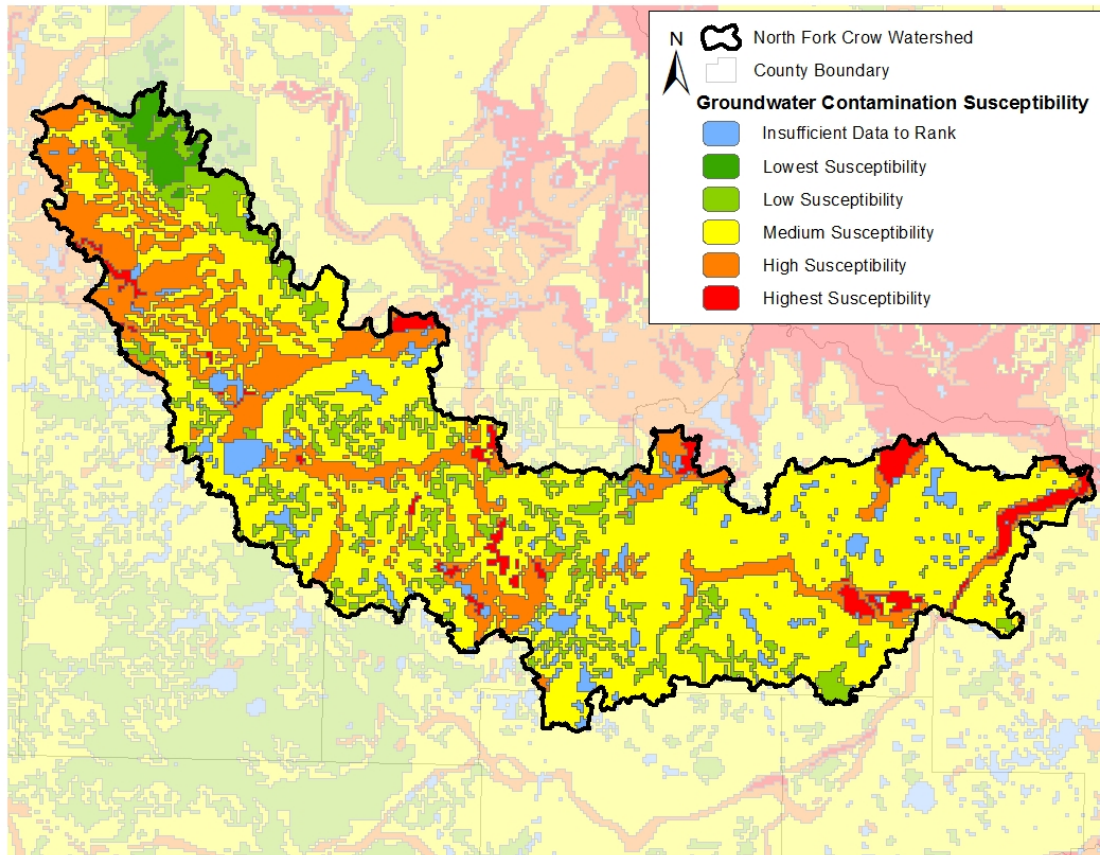 N
North Fork Crow Watershed
County Boundary
Groundwater Contamination Susceptibility
Insufficient Data to Rank
Lowest Susceptibility
Low Susceptibility
Medium Susceptibility
High Susceptibility
Highest Susceptibility